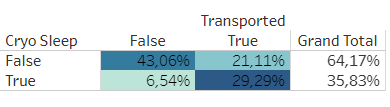 Transported
Cryo Sleep False True Grand Total
False 43,06% 21,11% 64,17%
True 6,54% 29,29% 35,83%